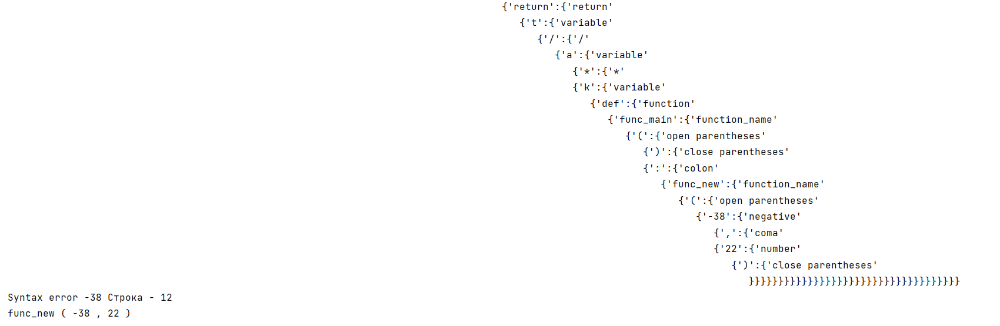 {'return':{'return'
{'t':{'variable'
{'/':{'/'
{'a':{'variable'
{'*':{'*'
{'k':{'variable'
{'def':{'function'
{'func_main':{'function_name'
{'(':{'open parentheses'
{')':{'close parentheses'
{':':{'colon'
{'func_new':{'function_name'
{'(':{'open parentheses'
{'-38':{'negative'
{',':{'coma'
{'22':{'number'
{')':{'close parentheses'
}}}}}}}}}}}}}}}}}}}}}}}}}}}}}}}}}}}}
Syntax error -38 Строка - 12
func_new ( -38 , 22 )